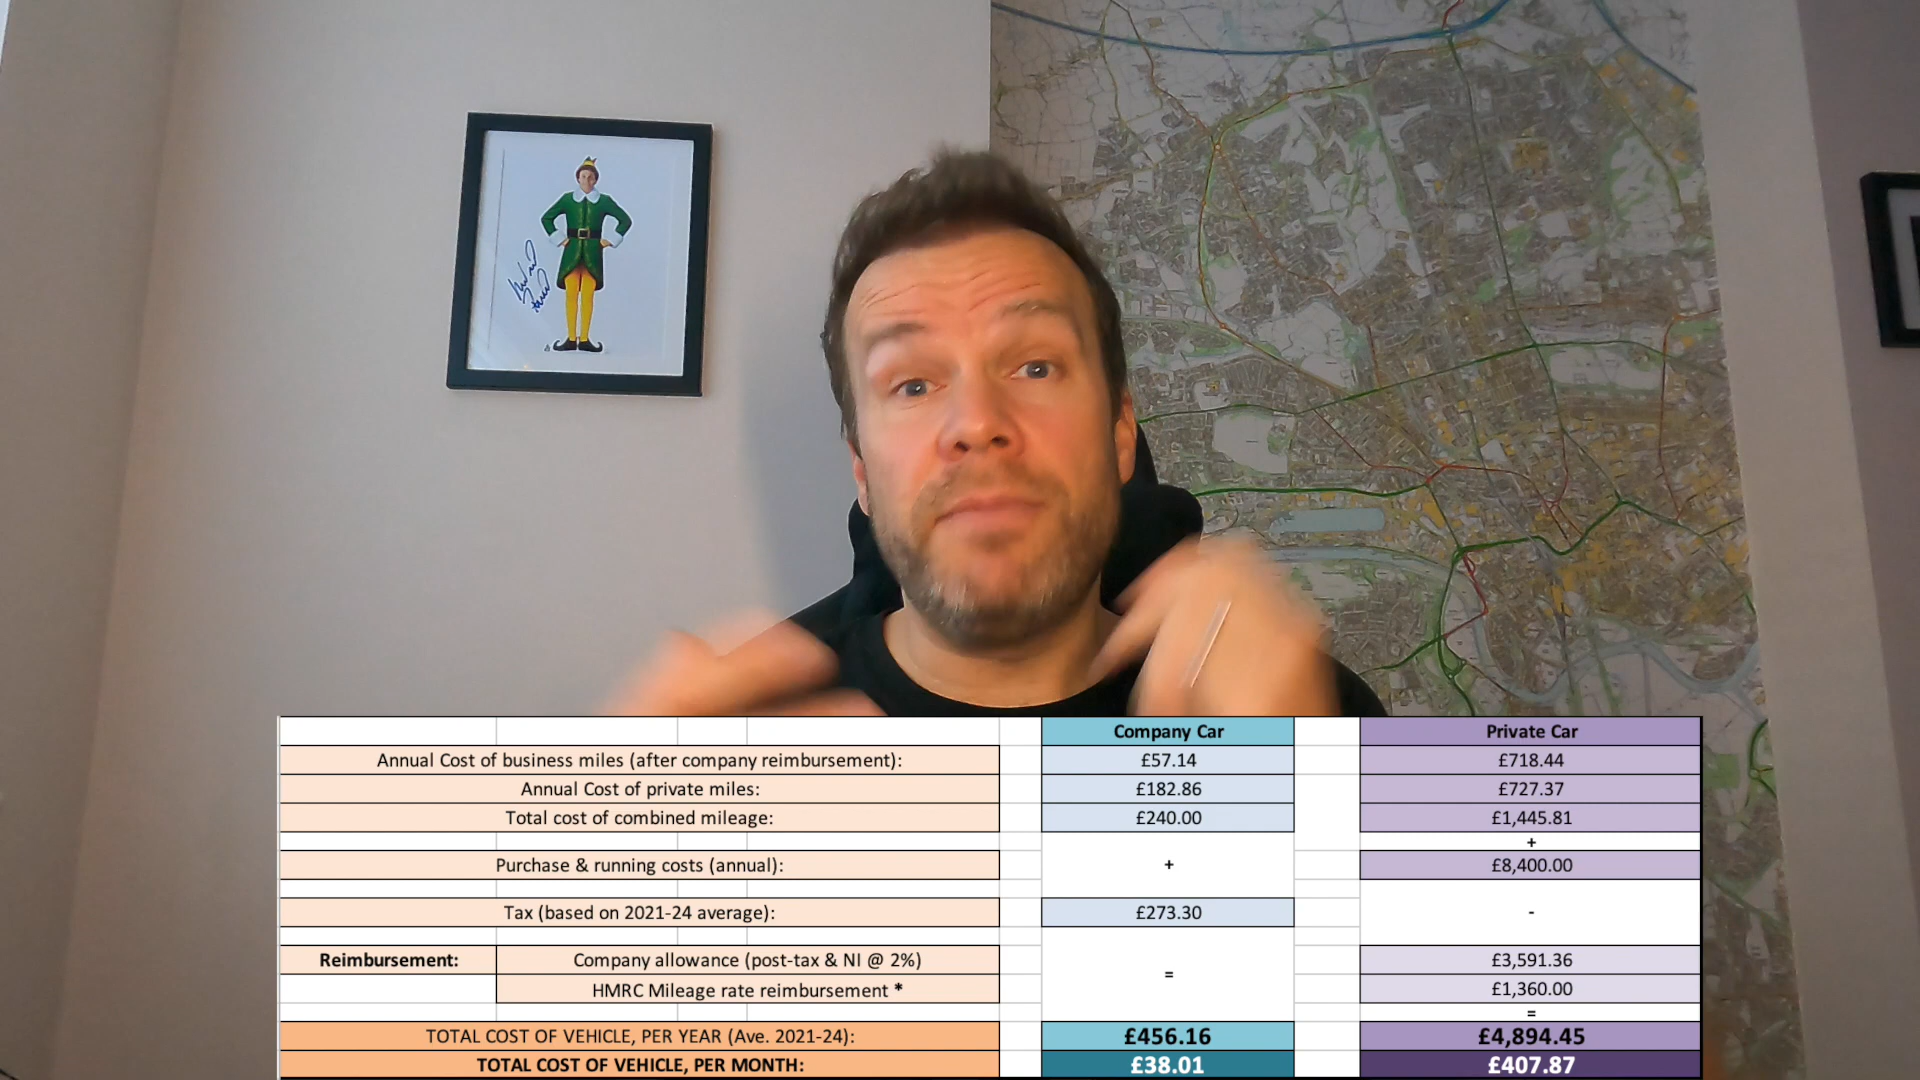 Company Car Private Car
Annual Cost of business miles (after company reimbursement): £57.14 £718.44
Annual Cost of private miles: £182.86 £727.37
Total cost of combined mileage: £240.00 £1,445.81
+
Purchase & running costs (annual): + £8,400.00
Tax (based on 2021-24 average): £273.30 -
Reimbursement: Company allowance (post-tax & NI @ 2%) £3,591.36
=
HMRC Mileage rate reimbursement * £1,360.00
=
TOTAL COST OF VEHICLE, PER YEAR (Ave. 2021-24): £456.16 £4,894.45
TOTAL COST OF VEHICLE, PER MONTH: £38.01 £407.87